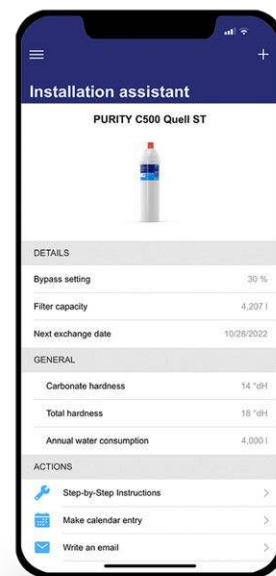 Installation assistant
PURITY C500 Quell ST
DETAILS
Bypass setting 30 %
Filter capacity 4,207 l
Next exchange date 10/28/2022
GENERAL
Carbonate hardness 14 °dH
Total hardness 18 °dH
Annual water consumption 4,000 l
ACTIONS
Step-by-Step Instructions
Make calendar entry
Write an email